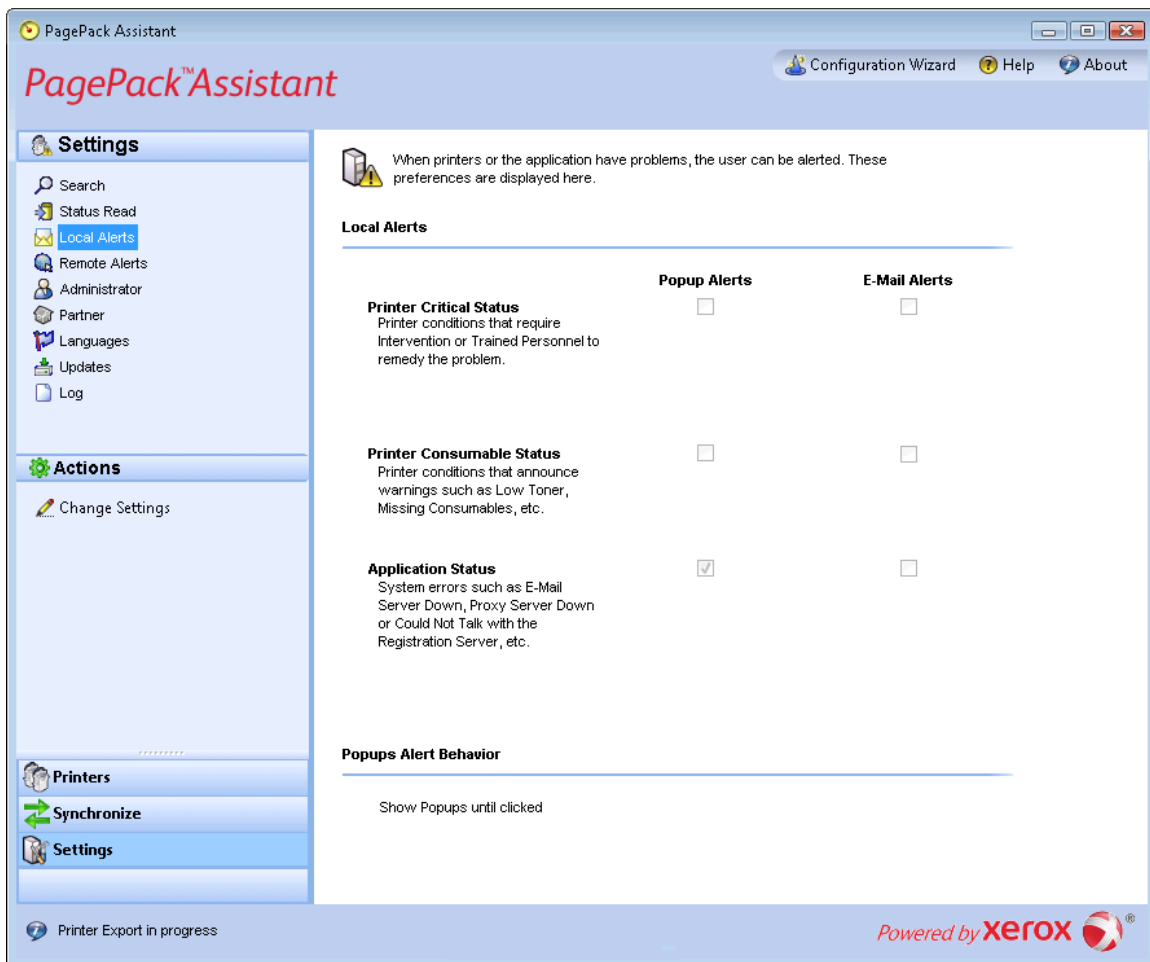 PagePack Assistant
PagePack™Assistant
Configuration Wizard
Help
About
Settings
Search
Status Read
Local Alerts
Remote Alerts
Administrator
Partner
Languages
Updates
Log
Actions
Change Settings
Printers
Synchronize
Settings
When printers or the application have problems, the user can be alerted. These
preferences are displayed here.
Local Alerts
Popup Alerts
E-Mail Alerts
Printer Critical Status
Printer conditions that require
Intervention or Trained Personnel to
remedy the problem.
Printer Consumable Status
Printer conditions that announce
warnings such as Low Toner,
Missing Consumables, etc.
Application Status
System errors such as E-Mail
Server Down, Proxy Server Down
or Could Not Talk with the
Registration Server, etc.
Popups Alert Behavior
Show Popups until clicked
Printer Export in progress
Powered by xerox ®